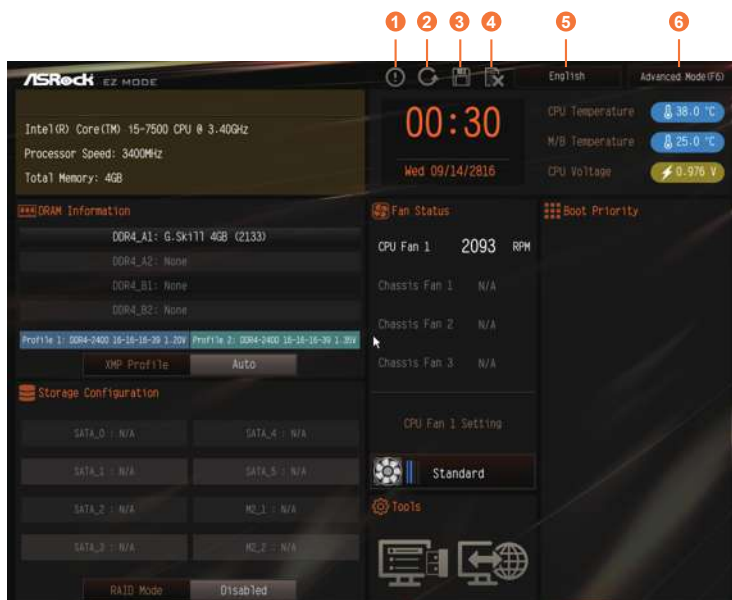 1 2 3 4 5 6
ASRock EZ MODE
English
Advanced Mode(F6)
Intel(R) Core(TM) i5-7500 CPU @ 3.40GHz
Processor Speed: 3400MHz
Total Memory: 4GB
00:30
Wed 09/14/2816
CPU Temperature 38.0 °C
M/B Temperature 25.0 °C
CPU Voltage 0.976 V
DRAM Information
DDR4_A1: G.Skill 4GB (2133)
DDR4_A2: None
DDR4_B1: None
DDR4_B2: None
Profile 1: DDR4-2400 16-16-16-39 1.20V Profile 2: DDR4-2400 16-16-16-39 1.35V
XMP Profile Auto
Storage Configuration
SATA_0 : N/A SATA_4 : N/A
SATA_1 : N/A SATA_5 : N/A
SATA_2 : N/A M2_1 : N/A
SATA_3 : N/A M2_2 : N/A
RAID Mode Disabled
Fan Status
CPU Fan 1 2093 RPM
Chassis Fan 1 N/A
Chassis Fan 2 N/A
Chassis Fan 3 N/A
CPU Fan 1 Setting
Standard
Tools
Boot Priority